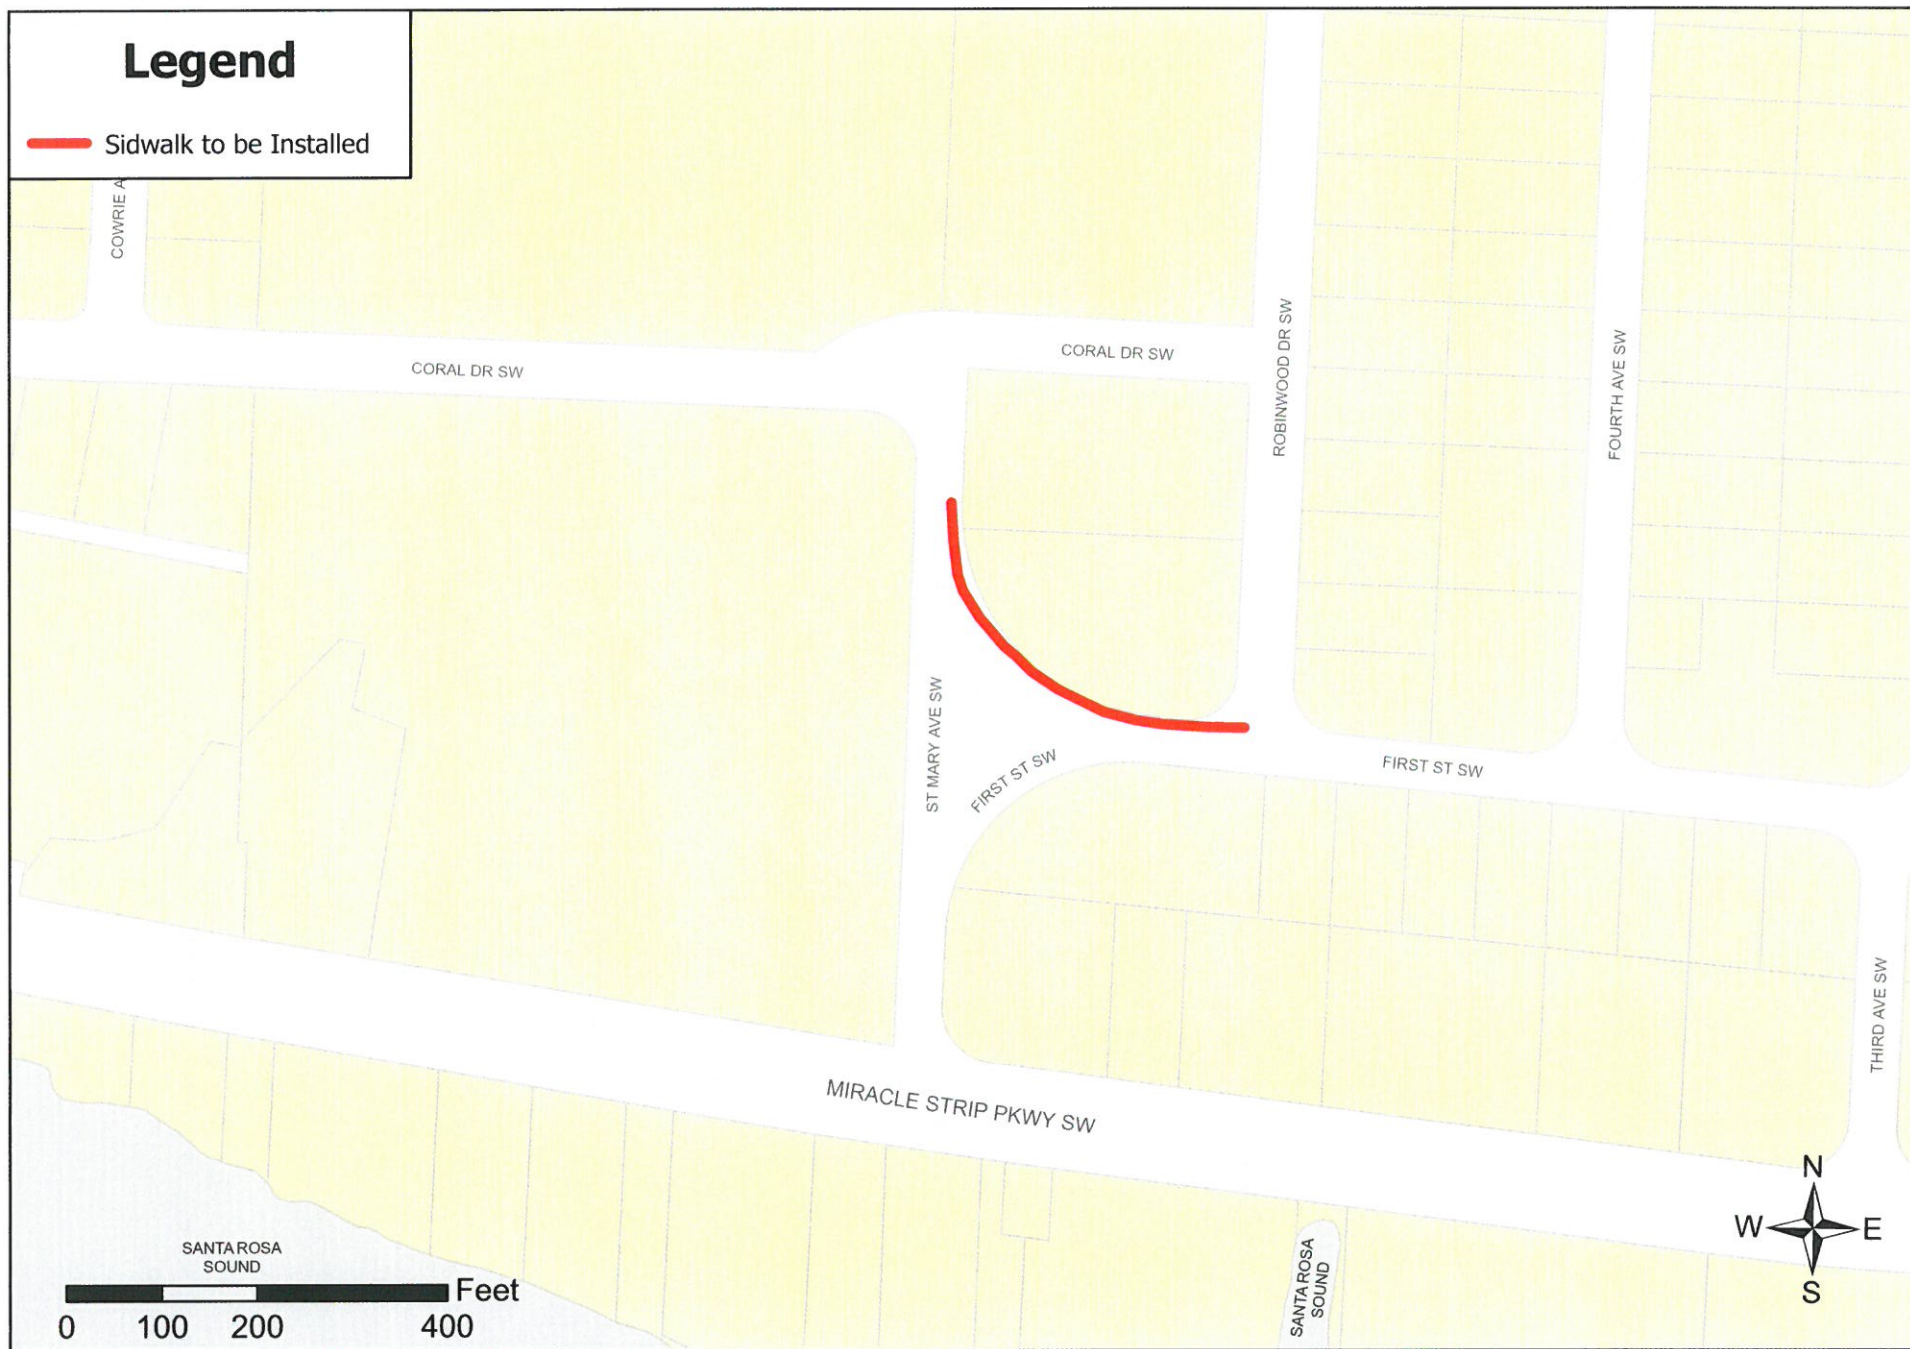 Legend
Sidwalk to be Installed
COWRIE A
CORAL DR SW
CORAL DR SW
ROBINWOOD DR SW
FOURTH AVE SW
ST MARY AVE SW
FIRST ST SW
FIRST ST SW
THIRD AVE SW
MIRACLE STRIP PKWY SW
SANTA ROSA
SOUND
SANTA ROSA
SOUND
Feet
0 100 200 400
N
W E
S